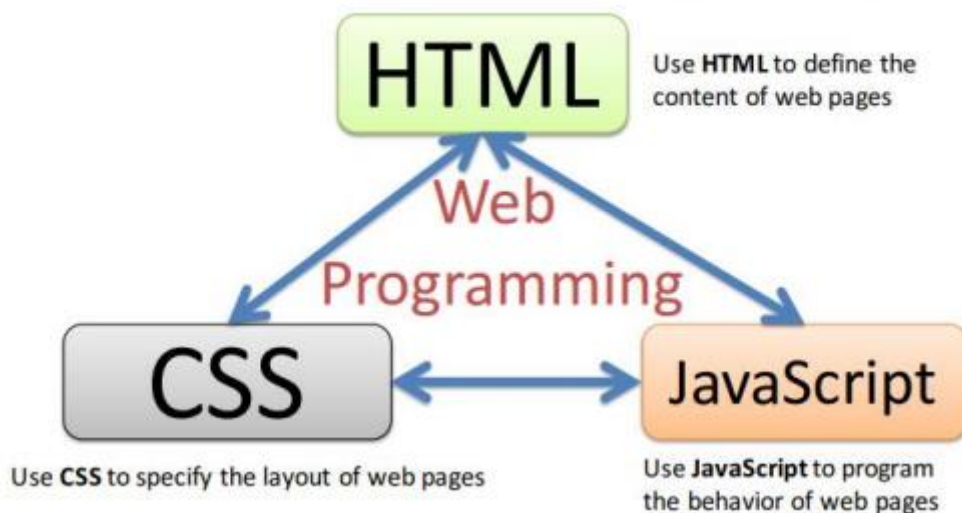 HTML
Use HTML to define the
content of web pages
Web
Programming
CSS
JavaScript
Use CSS to specify the layout of web pages
Use JavaScript to program
the behavior of web pages